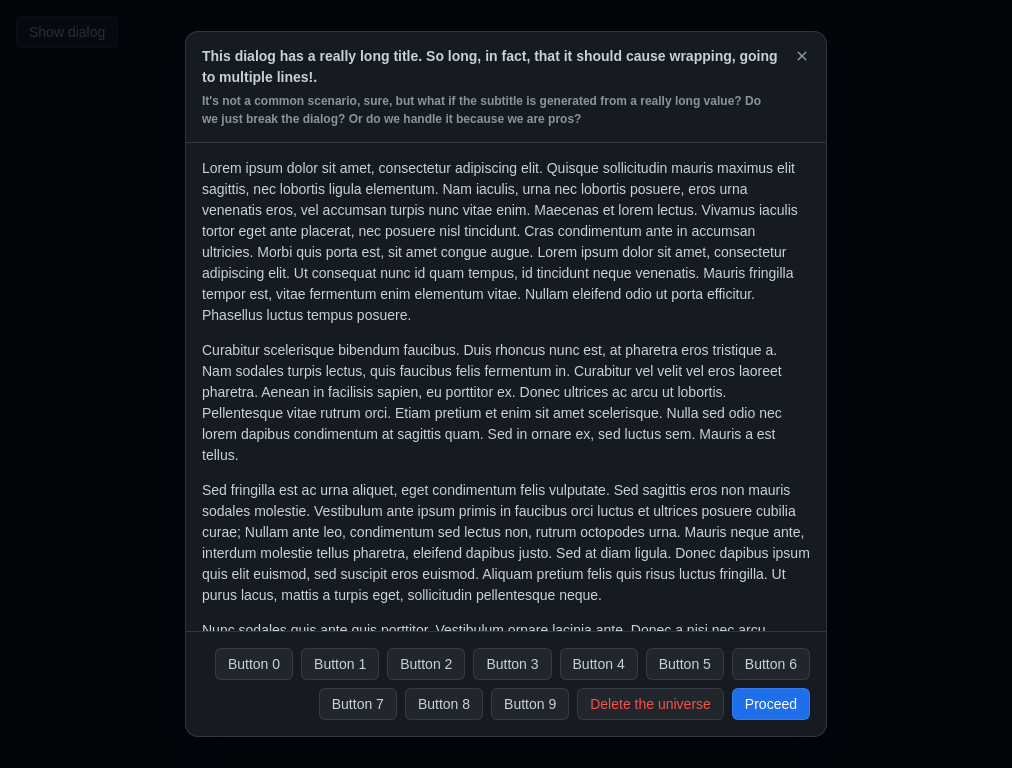 Show dialog
This dialog has a really long title. So long, in fact, that it should cause wrapping, going
to multiple lines!.
It's not a common scenario, sure, but what if the subtitle is generated from a really long value? Do
we just break the dialog? Or do we handle it because we are pros?
Lorem ipsum dolor sit amet, consectetur adipiscing elit. Quisque sollicitudin mauris maximus elit
sagittis, nec lobortis ligula elementum. Nam iaculis, urna nec lobortis posuere, eros urna
venenatis eros, vel accumsan turpis nunc vitae enim. Maecenas et lorem lectus. Vivamus iaculis
tortor eget ante placerat, nec posuere nisl tincidunt. Cras condimentum ante in accumsan
ultricies. Morbi quis porta est, sit amet congue augue. Lorem ipsum dolor sit amet, consectetur
adipiscing elit. Ut consequat nunc id quam tempus, id tincidunt neque venenatis. Mauris fringilla
tempor est, vitae fermentum enim elementum vitae. Nullam eleifend odio ut porta efficitur.
Phasellus luctus tempus posuere.
Curabitur scelerisque bibendum faucibus. Duis rhoncus nunc est, at pharetra eros tristique a.
Nam sodales turpis lectus, quis faucibus felis fermentum in. Curabitur vel velit vel eros laoreet
pharetra. Aenean in facilisis sapien, eu porttitor ex. Donec ultrices ac arcu ut lobortis.
Pellentesque vitae rutrum orci. Etiam pretium et enim sit amet scelerisque. Nulla sed odio nec
lorem dapibus condimentum at sagittis quam. Sed in ornare ex, sed luctus sem. Mauris a est
tellus.
Sed fringilla est ac urna aliquet, eget condimentum felis vulputate. Sed sagittis eros non mauris
sodales molestie. Vestibulum ante ipsum primis in faucibus orci luctus et ultrices posuere cubilia
curae; Nullam ante leo, condimentum sed lectus non, rutrum octopodes urna. Mauris neque ante,
interdum molestie tellus pharetra, eleifend dapibus justo. Sed at diam ligula. Donec dapibus ipsum
quis elit euismod, sed suscipit eros euismod. Aliquam pretium felis quis risus luctus fringilla. Ut
purus lacus, mattis a turpis eget, sollicitudin pellentesque neque.
Nunc sodales quis ante quis porttitor. Vestibulum ornare lacinia ante. Donec a nisi nec arcu
Button 0 Button 1 Button 2 Button 3 Button 4 Button 5 Button 6
Button 7 Button 8 Button 9 Delete the universe Proceed